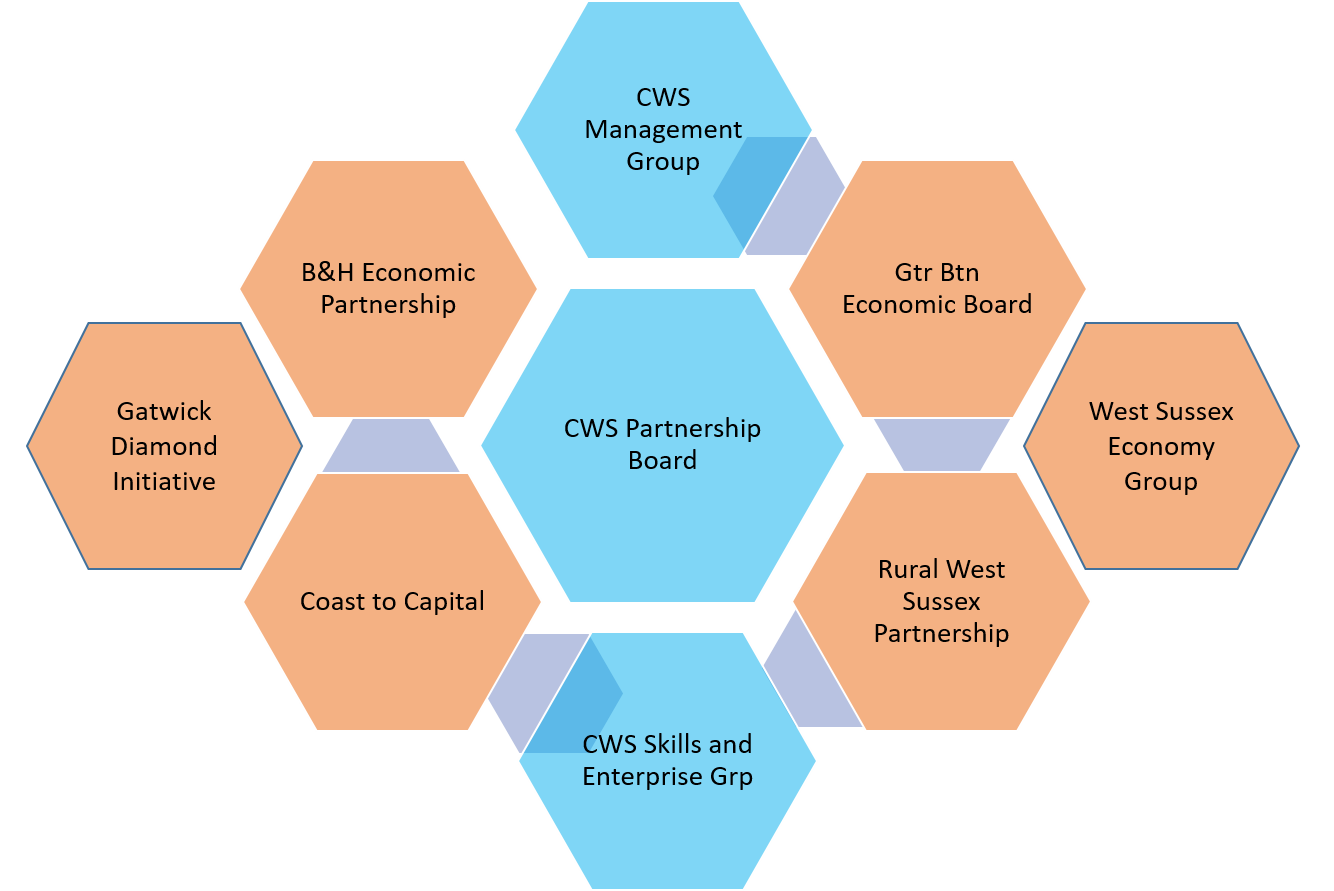 CWS
Management
Group
B&H Economic
Partnership
Gtr Btn
Economic Board
Gatwick
Diamond
Initiative
CWS Partnership
Board
West Sussex
Economy
Group
Coast to Capital
Rural West
Sussex
Partnership
CWS Skills and
Enterprise Grp